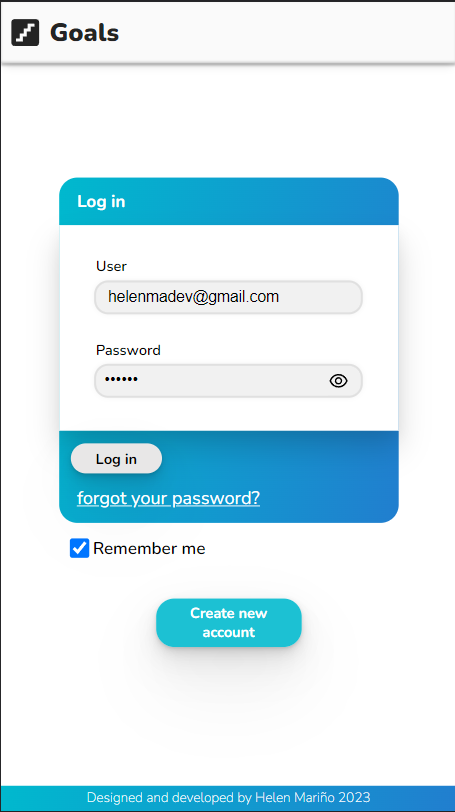 Goals
Log in
User
helenmadev@gmail.com
Password
••••••
Log in
forgot your password?
Remember me
Create new
account
Designed and developed by Helen Mariño 2023